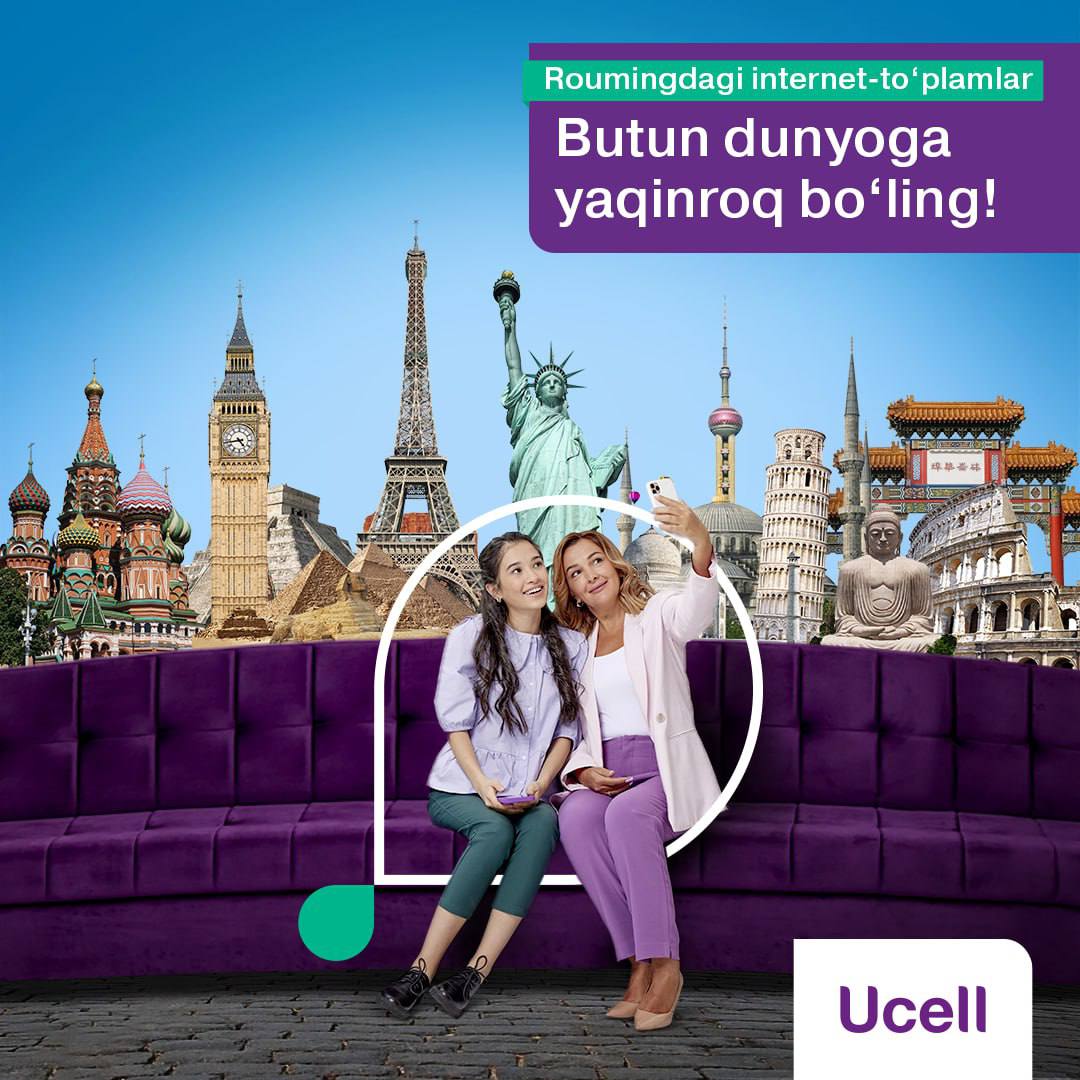 Roumingdagi internet-to‘plamlar
Butun dunyoga
yaqinroq bo‘ling!
Ucell